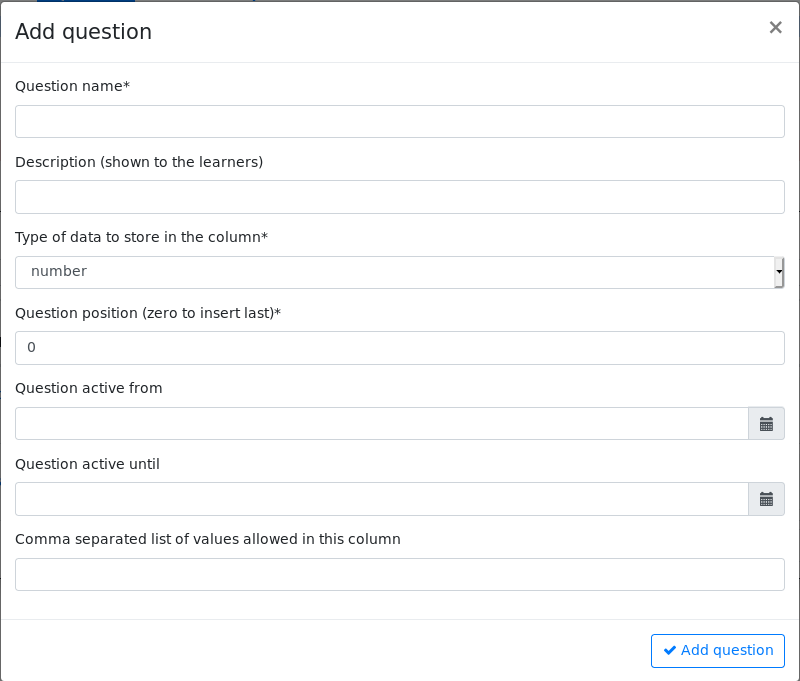 Add question
×
Question name*
Description (shown to the learners)
Type of data to store in the column*
number
Question position (zero to insert last)*
0
Question active from
Question active until
Comma separated list of values allowed in this column
Add question